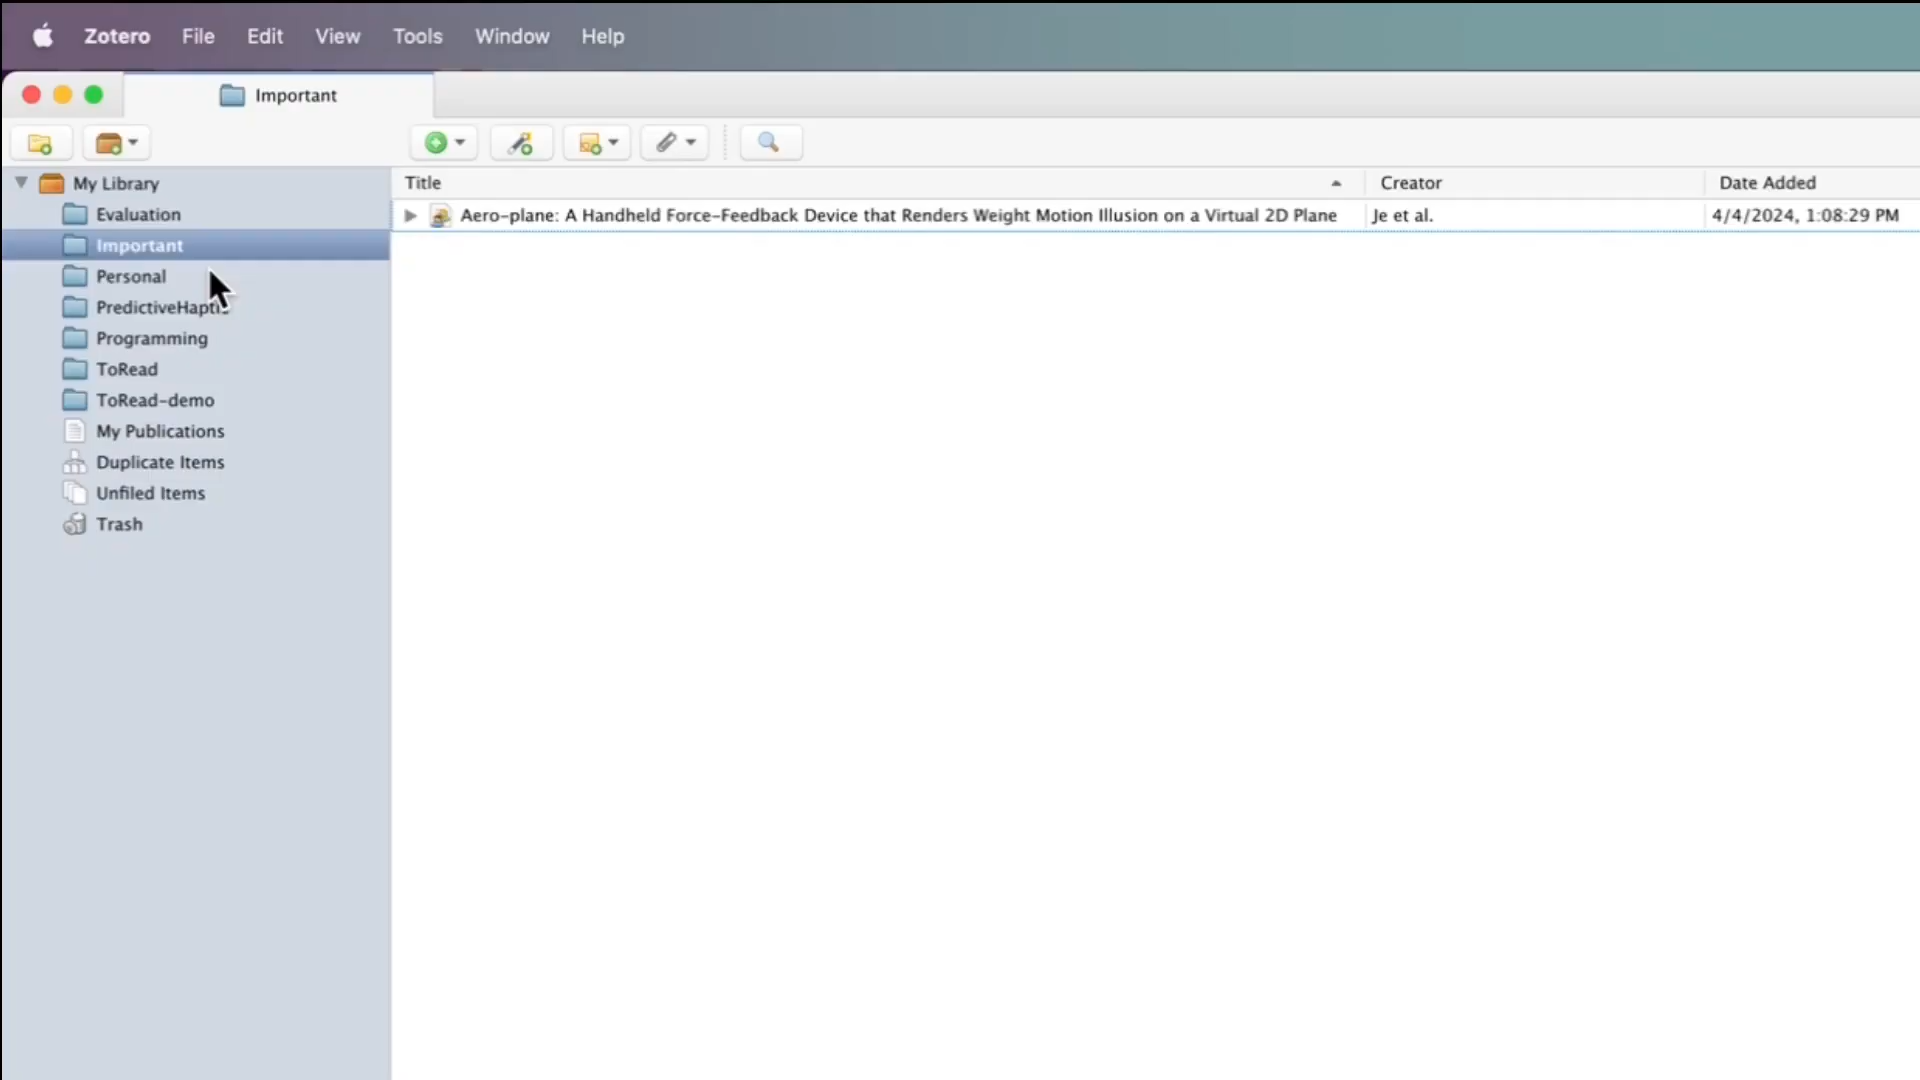 Zotero File Edit View Tools Window Help
Important
Title Creator Date Added
My Library
Aero-plane: A Handheld Force-Feedback Device that Renders Weight Motion Illusion on a Virtual 2D Plane Je et al. 4/4/2024, 1:08:29 PM
Evaluation
Important
Personal
Programming
ToRead
ToRead-demo
My Publications
Duplicate Items
Unfiled Items
Trash